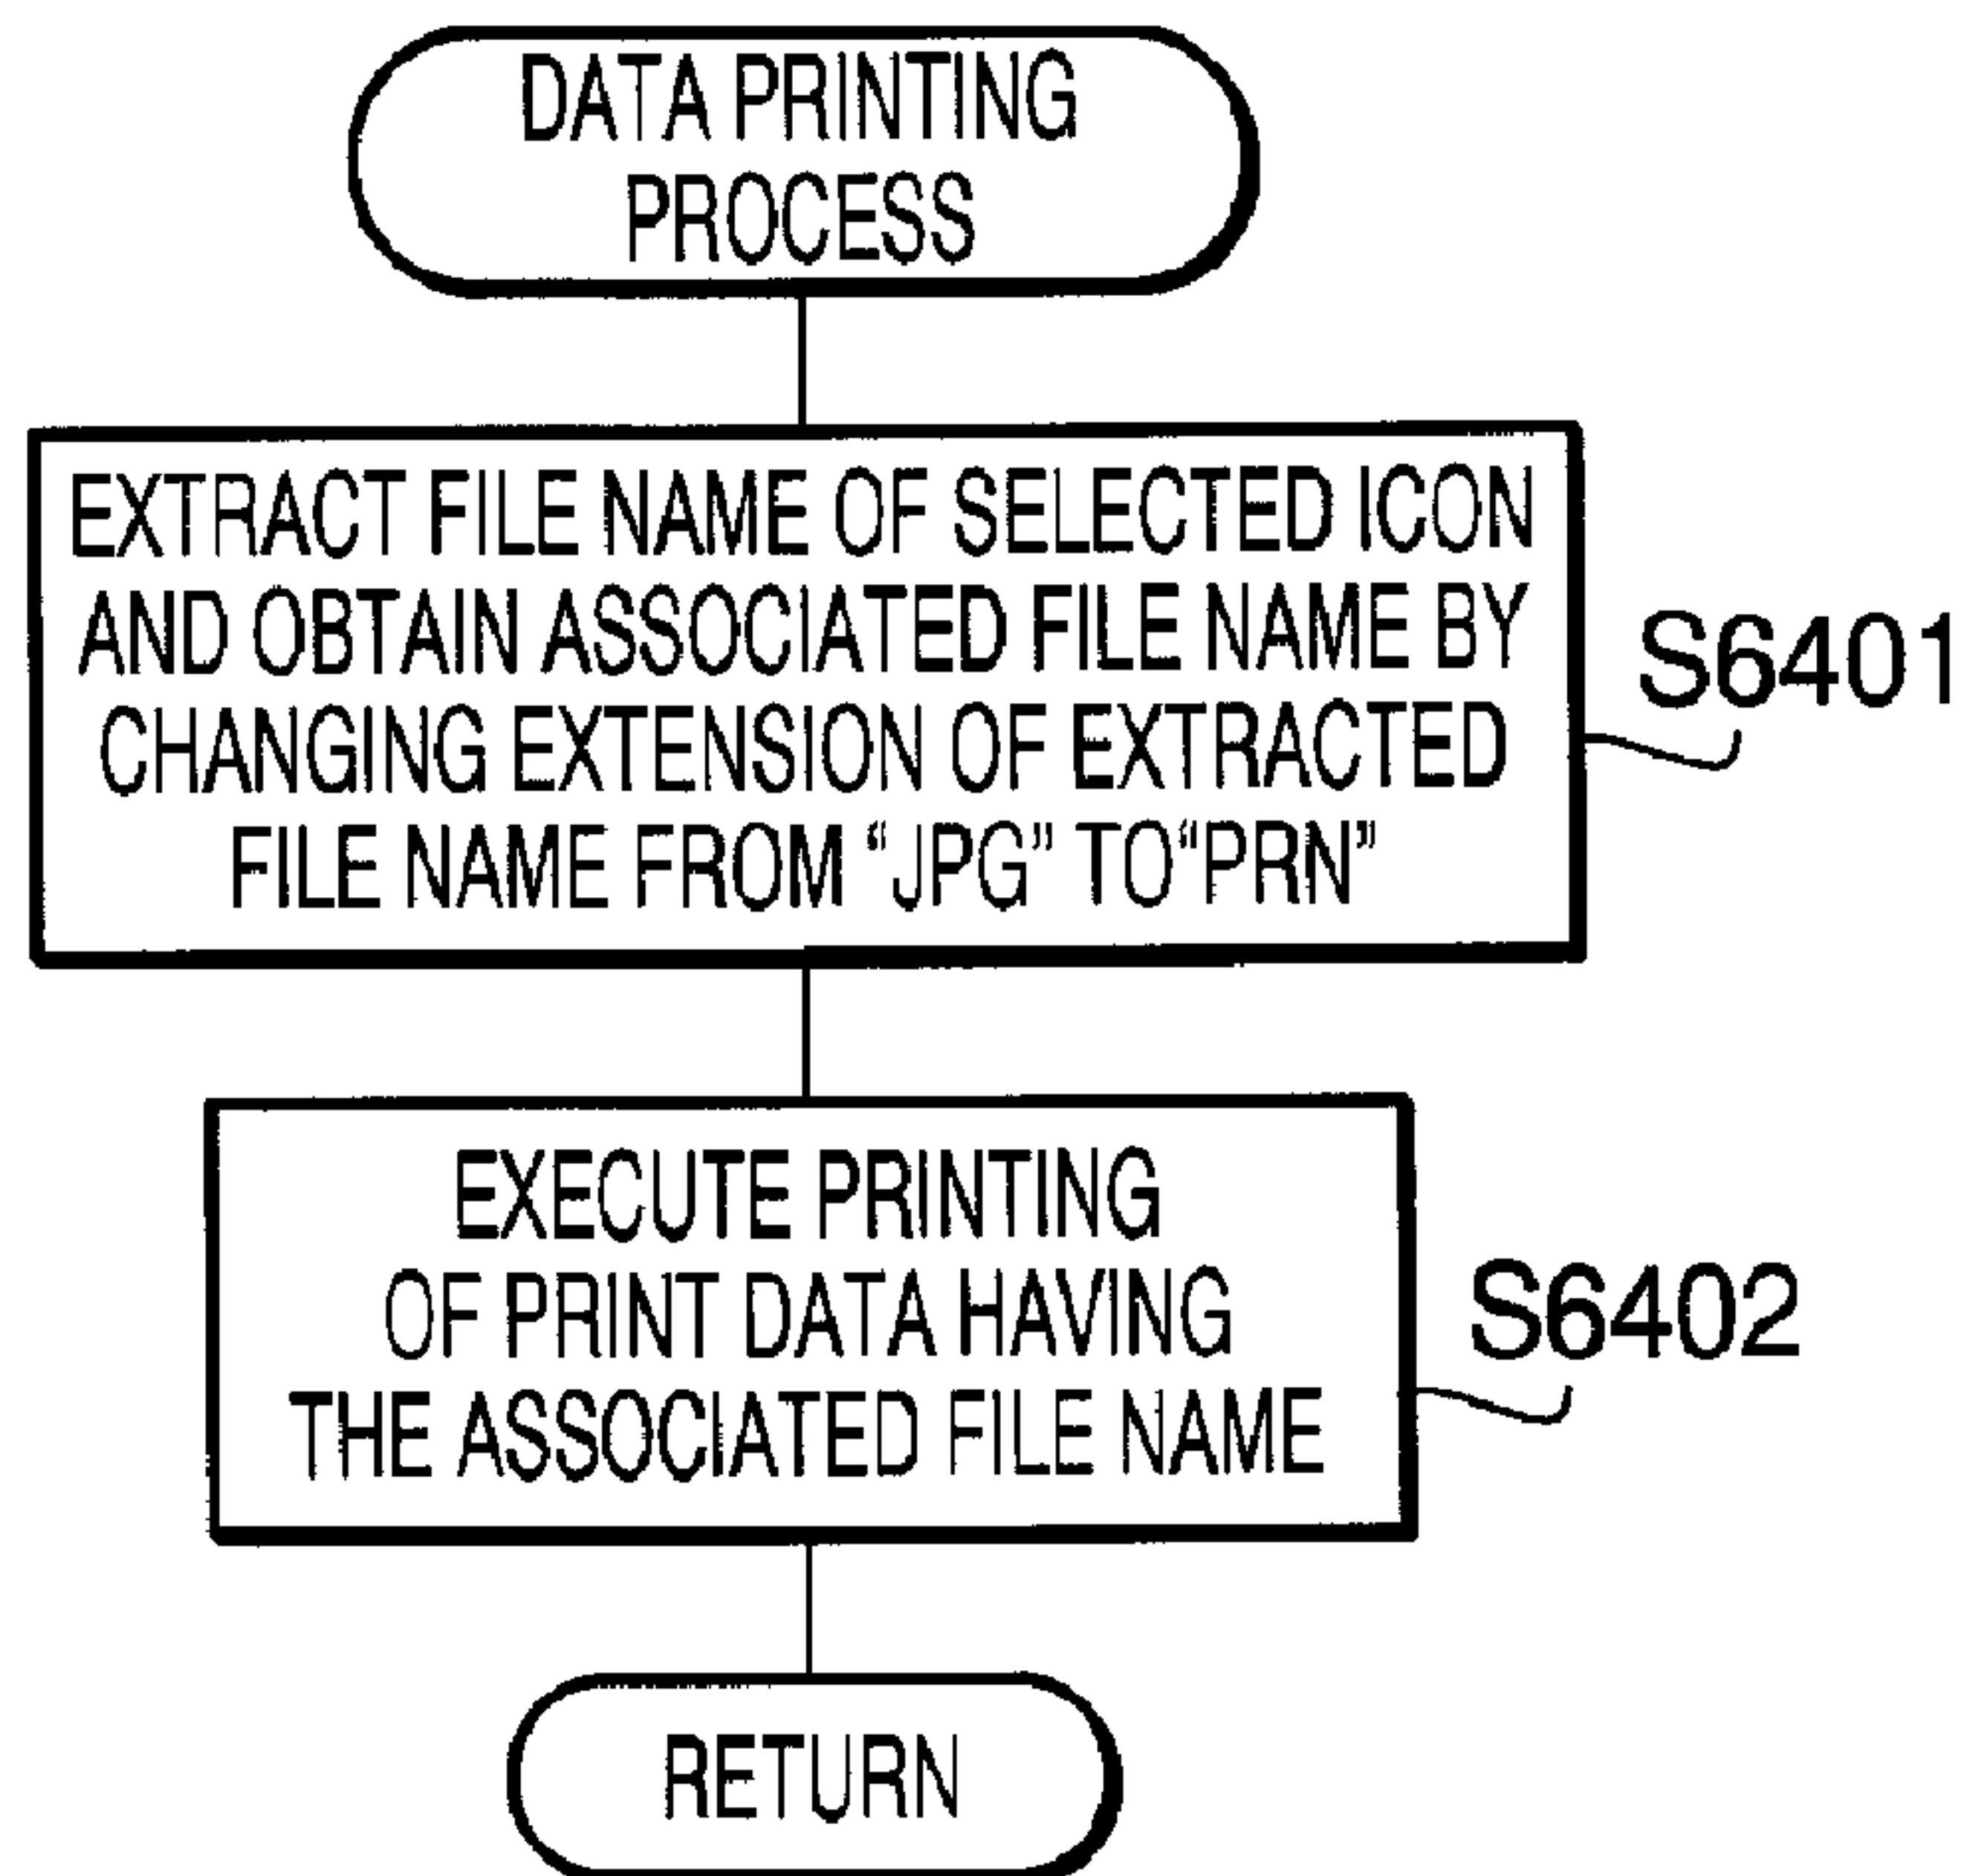 DATA PRINTING
PROCESS
EXTRACT FILE NAME OF SELECTED ICON
AND OBTAIN ASSOCIATED FILE NAME BY
CHANGING EXTENSION OF EXTRACTED
FILE NAME FROM “JPG” TO“PRN”
S6401
EXECUTE PRINTING
OF PRINT DATA HAVING
THE ASSOCIATED FILE NAME
S6402
RETURN